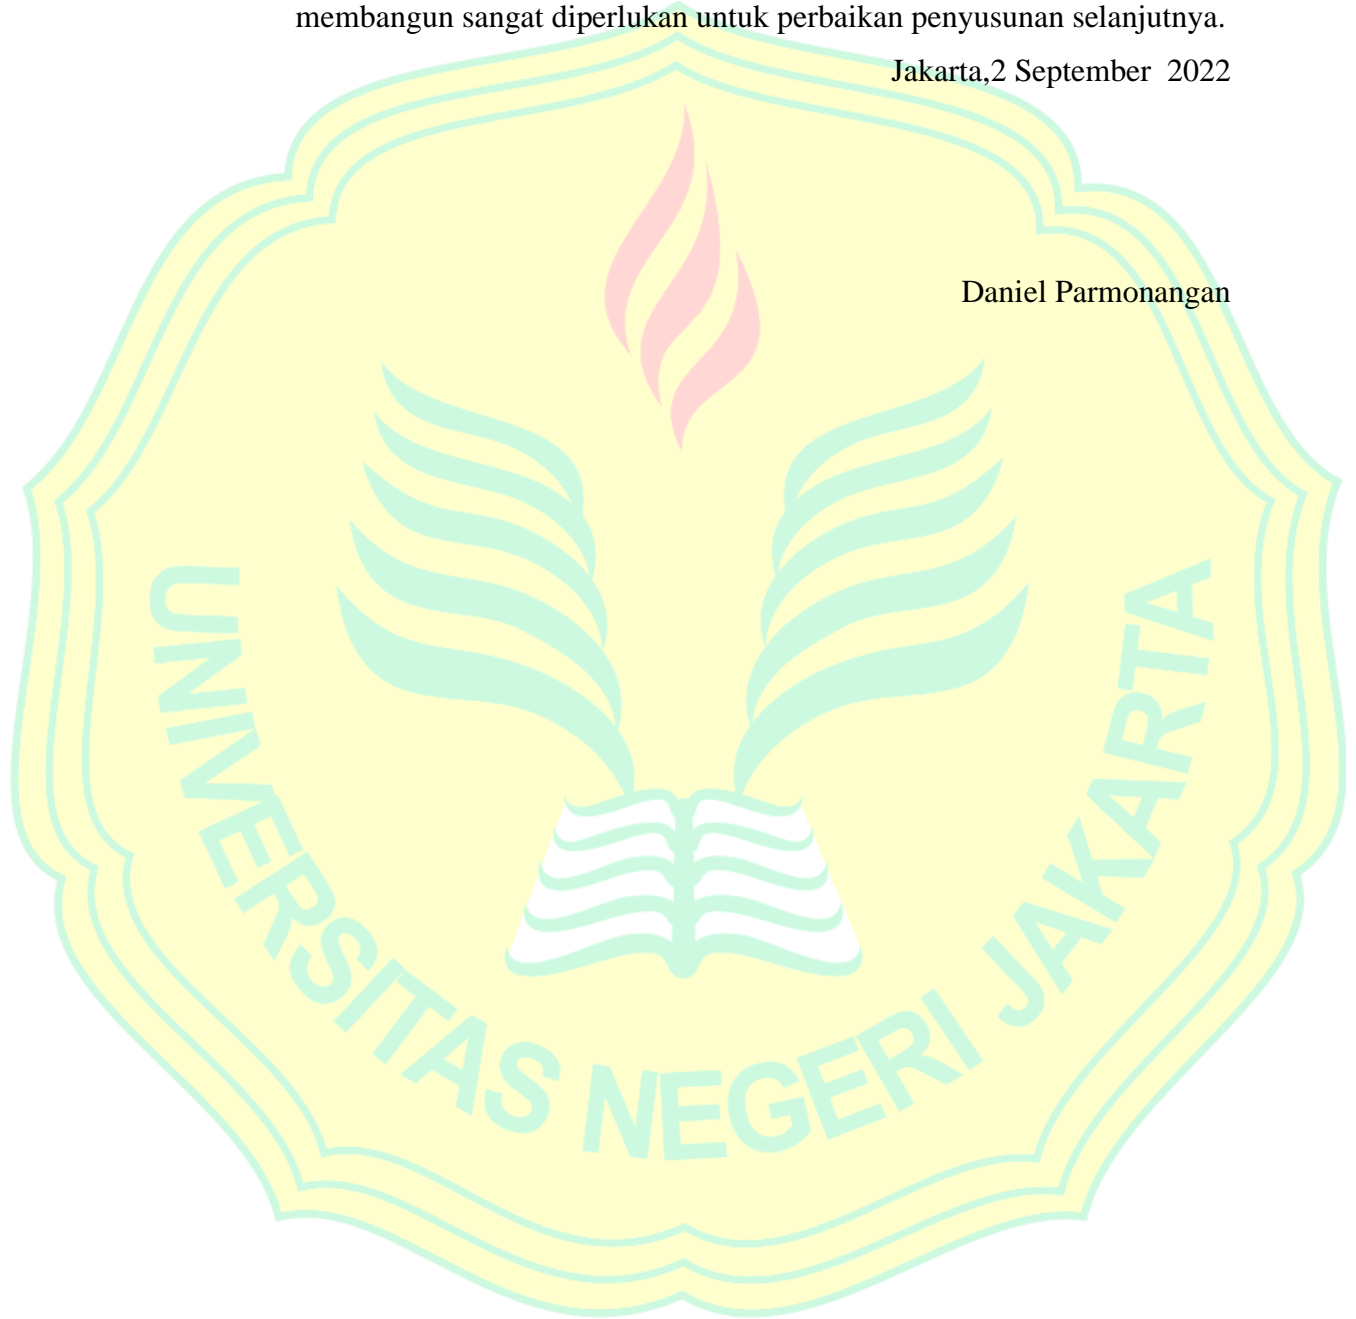 membangun sangat diperlukan untuk perbaikan penyusunan selanjutnya.
Jakarta,2 September  2022
Daniel Parmonangan
UNIVERSITAS NEGERI JAKARTA